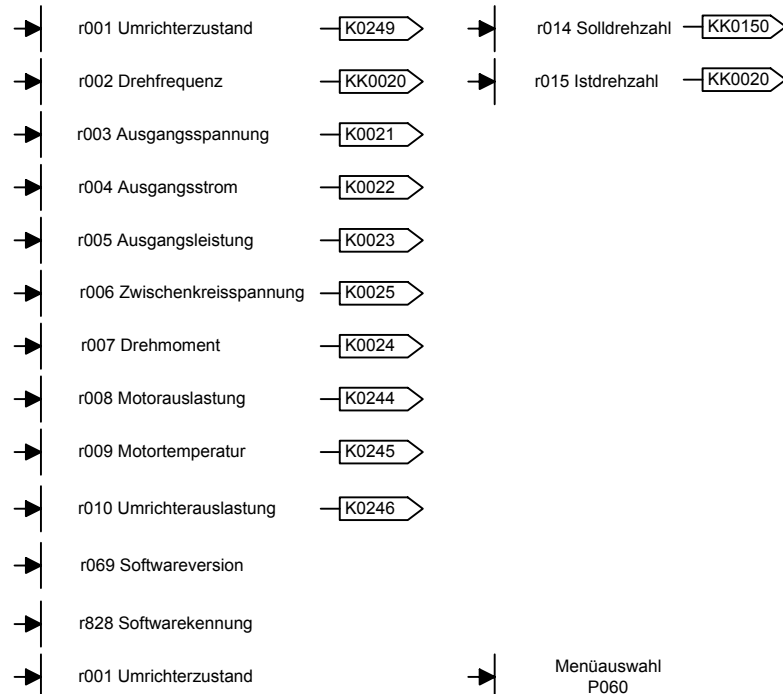 r001 Umrichterzustand K0249 r014 Solldrehzahl KK0150
r002 Drehfrequenz KK0020 r015 Istdrehzahl KK0020
r003 Ausgangsspannung K0021
r004 Ausgangsstrom K0022
r005 Ausgangsleistung K0023
r006 Zwischenkreisspannung K0025
r007 Drehmoment K0024
r008 Motorauslastung K0244
r009 Motortemperatur K0245
r010 Umrichterauslastung K0246
r069 Softwareversion
r828 Softwarekennung
r001 Umrichterzustand Menüauswahl
P060